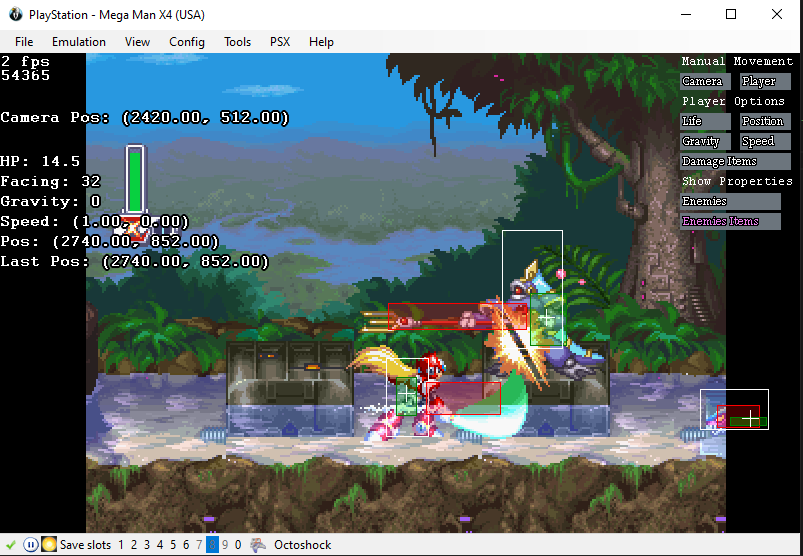 PlayStation - Mega Man X4 (USA)
File Emulation View Config Tools PSX Help
2 fps
54365
Camera Pos: (2420.00, 512.00)
HP: 14.5
Facing: 32
Gravity: 0
Speed: (1.00, 0.00)
Pos: (2740.00, 852.00)
Last Pos: (2740.00, 852.00)
Manual Movement
Camera Player
Player Options
Life Position
Gravity Speed
Damage Items
Show Properties
Enemies
Enemies Items
Save slots 1 2 3 4 5 6 7 8 9 0 Octoshock